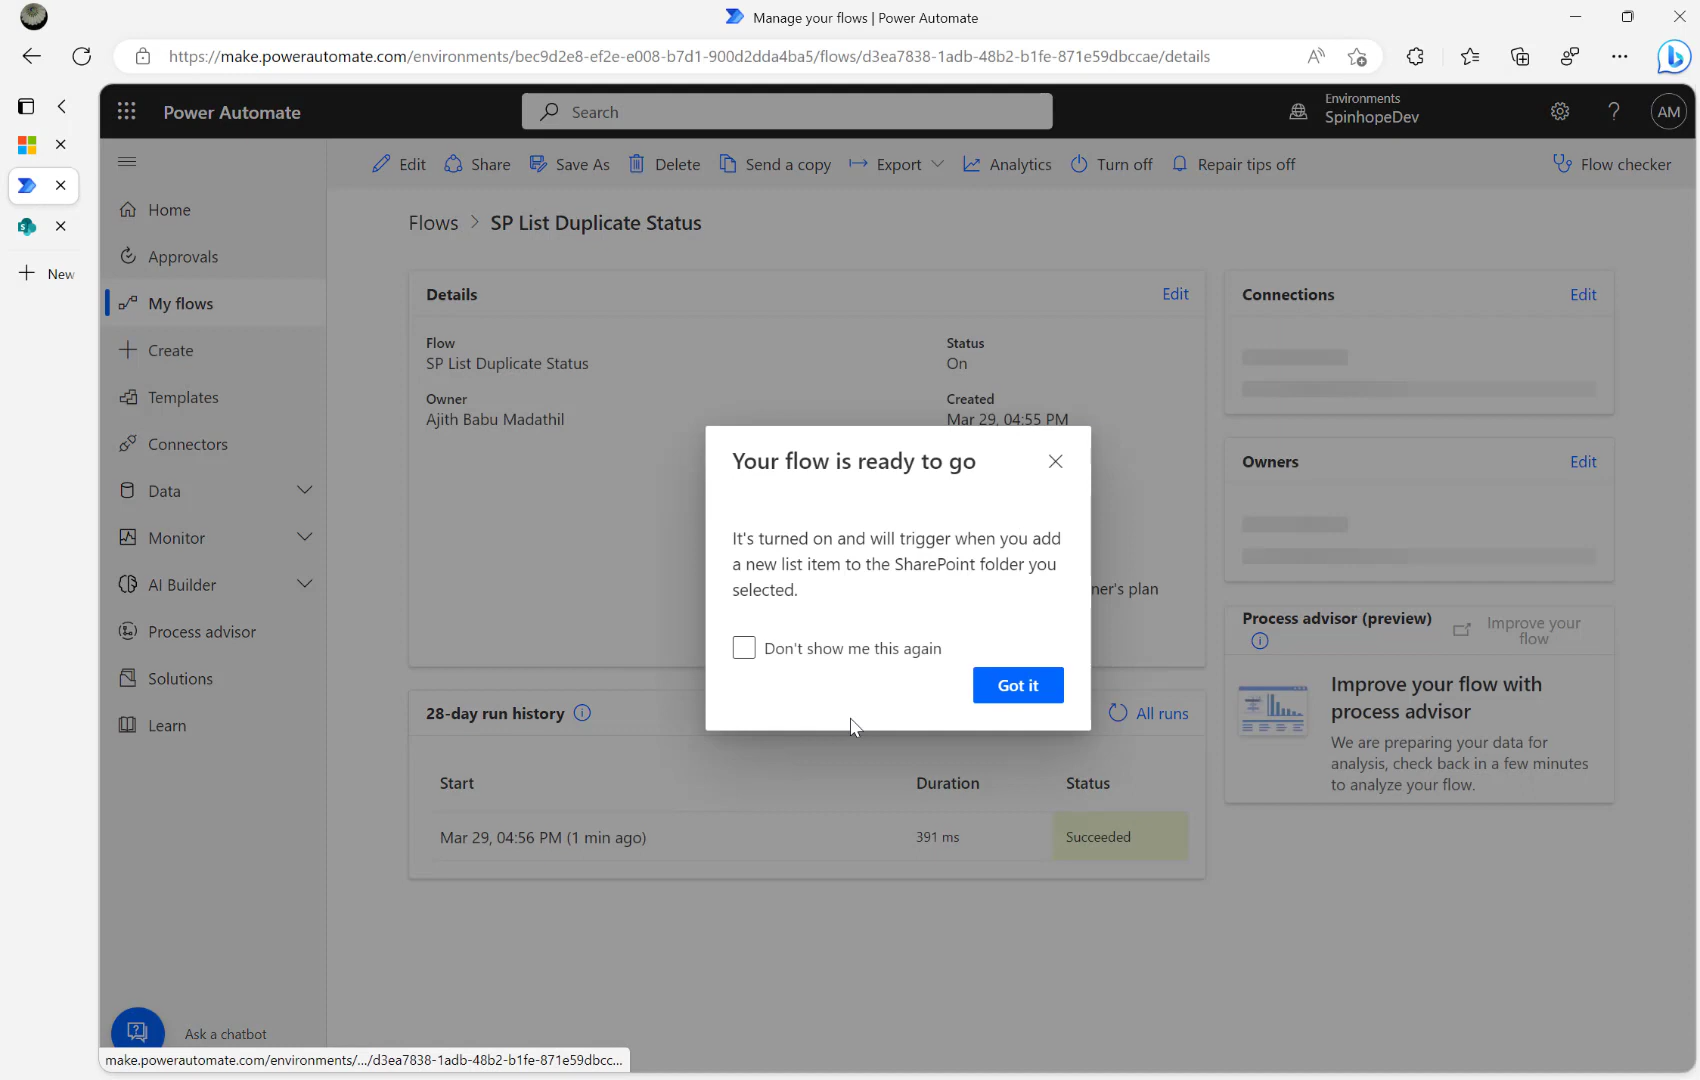 Manage your flows | Power Automate
https://make.powerautomate.com/environments/bec9d2e8-ef2e-e008-b7d1-900d2dda4ba5/flows/d3ea7838-1adb-48b2-b1fe-871e59dbccae/details
Power Automate
Search
Environments
SpinhopeDev
AM
New
Home
Approvals
My flows
Create
Templates
Connectors
Data
Monitor
AI Builder
Process advisor
Solutions
Learn
Ask a chatbot
Edit
Share
Save As
Delete
Send a copy
Export
Analytics
Turn off
Repair tips off
Flow checker
Flows > SP List Duplicate Status
Details
Edit
Flow
SP List Duplicate Status
Owner
Ajith Babu Madathil
Status
On
Created
Mar 29, 04:55 PM
ner's plan
Your flow is ready to go
It's turned on and will trigger when you add
a new list item to the SharePoint folder you
selected.
Don't show me this again
Got it
28-day run history
All runs
Start
Duration
Status
Mar 29, 04:56 PM (1 min ago)
391 ms
Succeeded
Connections
Edit
Owners
Edit
Process advisor (preview)
Improve your
flow
Improve your flow with
process advisor
We are preparing your data for
analysis, check back in a few minutes
to analyze your flow.
make.powerautomate.com/environments/.../d3ea7838-1adb-48b2-b1fe-871e59dbcc...